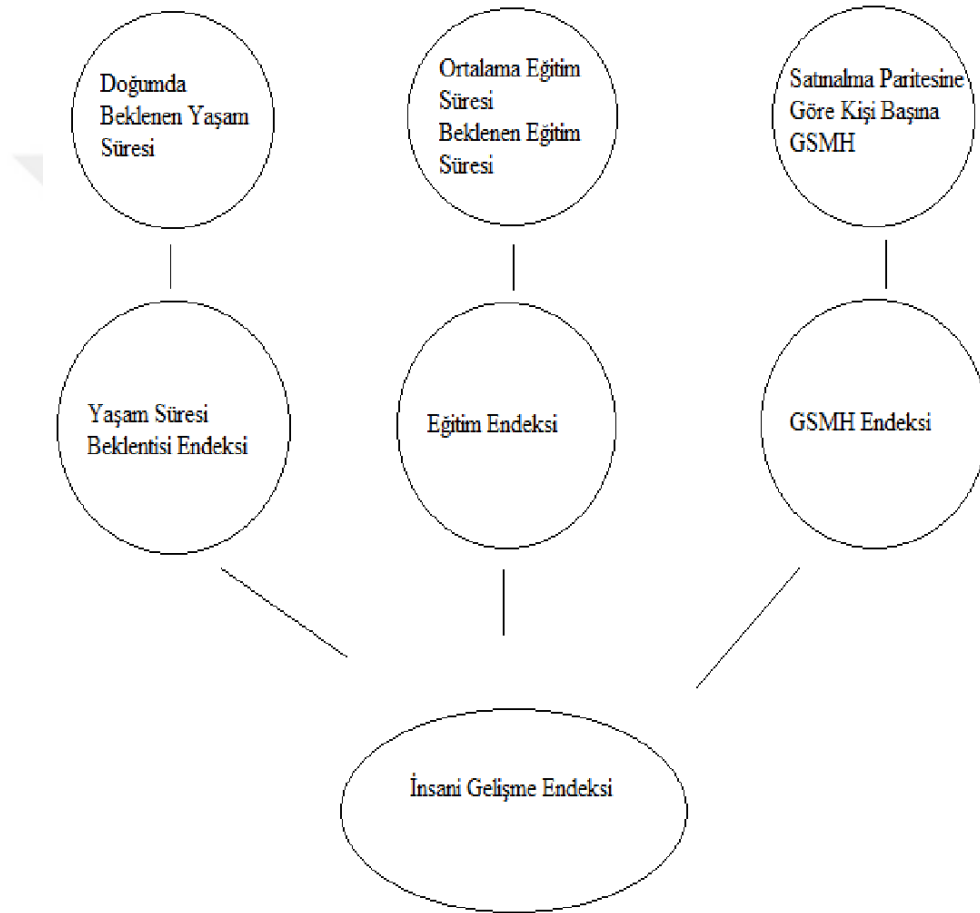 Doğumda
Beklenen Yaşam
Süresi
Ortalama Eğitim
Süresi
Beklenen Eğitim
Süresi
Satınalma Paritesine
Göre Kişi Başına
GSMH
Yaşam Süresi
Beklentisi Endeksi
Eğitim Endeksi
GSMH Endeksi
İnsani Gelişme Endeksi